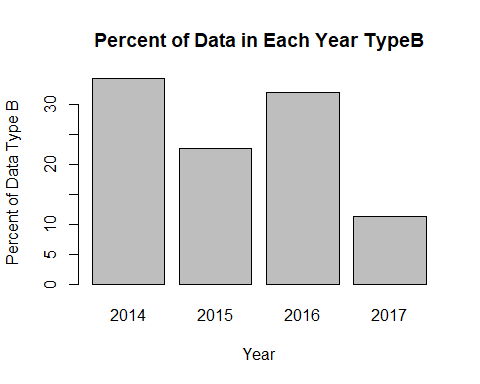 Percent of Data in Each Year TypeB
Percent of Data Type B
30
20
10
5
0
2014 2015 2016 2017
Year